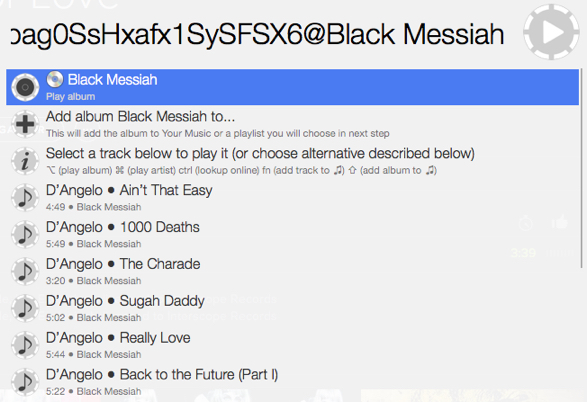 pag0SsHxafx1SySFSX6@Black Messiah
Black Messiah
Play album
Add album Black Messiah to...
This will add the album to Your Music or a playlist you will choose in next step
Select a track below to play it (or choose alternative described below)
⌥ (play album) ⌘ (play artist) ctrl (lookup online) fn (add track to ♫) ⇧ (add album to ♫)
D’Angelo ● Ain’t That Easy
4:49 ● Black Messiah
D’Angelo ● 1000 Deaths
5:49 ● Black Messiah
D’Angelo ● The Charade
3:20 ● Black Messiah
D’Angelo ● Sugah Daddy
5:02 ● Black Messiah
D’Angelo ● Really Love
5:44 ● Black Messiah
D’Angelo ● Back to the Future (Part I)
5:22 ● Black Messiah